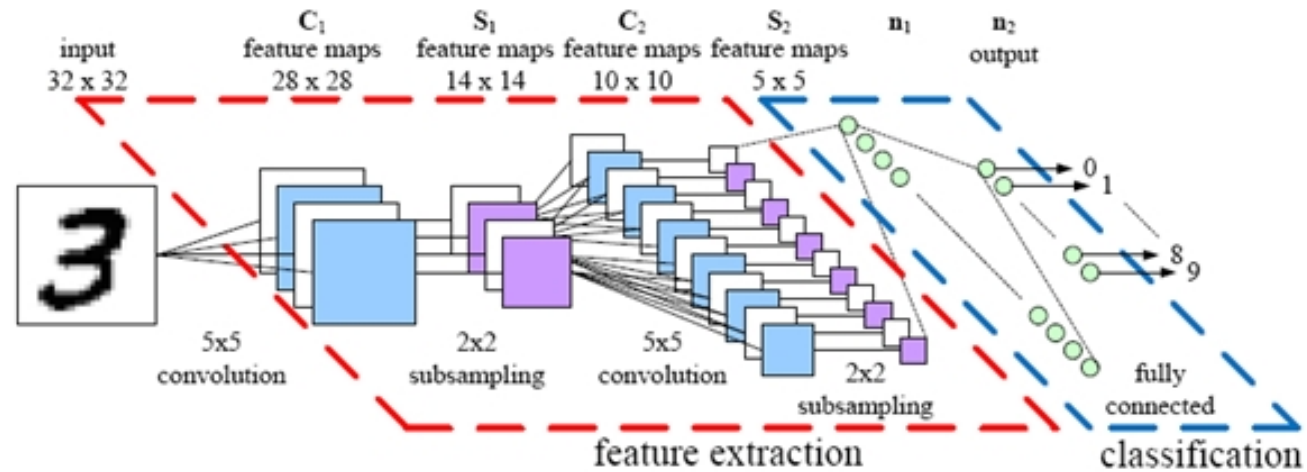 C₁
S₁
C₂
S₂
n₁
n₂
input
feature maps
feature maps
feature maps
feature maps
output
32 x 32
28 x 28
14 x 14
10 x 10
5 x 5
3
0
1
8
9
5x5
convolution
2x2
subsampling
5x5
convolution
2x2
subsampling
fully
connected
feature extraction
classification